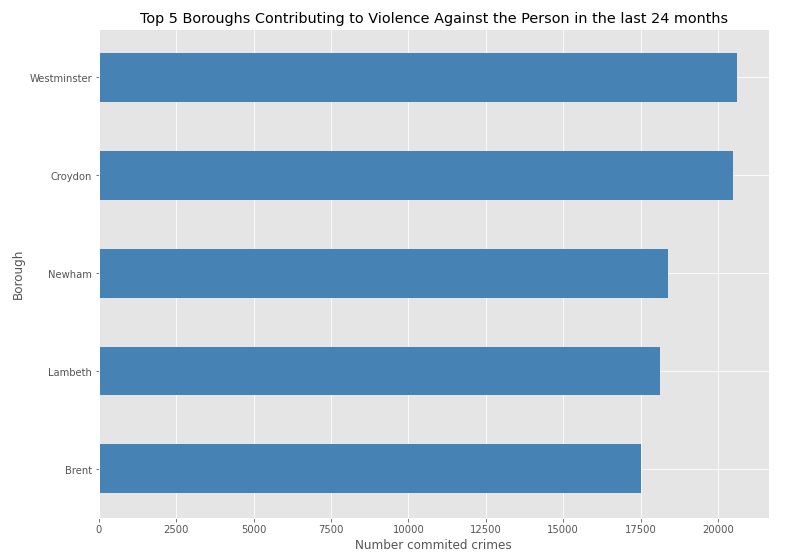 Top 5 Boroughs Contributing to Violence Against the Person in the last 24 months
Westminster
Croydon
Newham
Lambeth
Brent
Borough
0 2500 5000 7500 10000 12500 15000 17500 20000
Number commited crimes